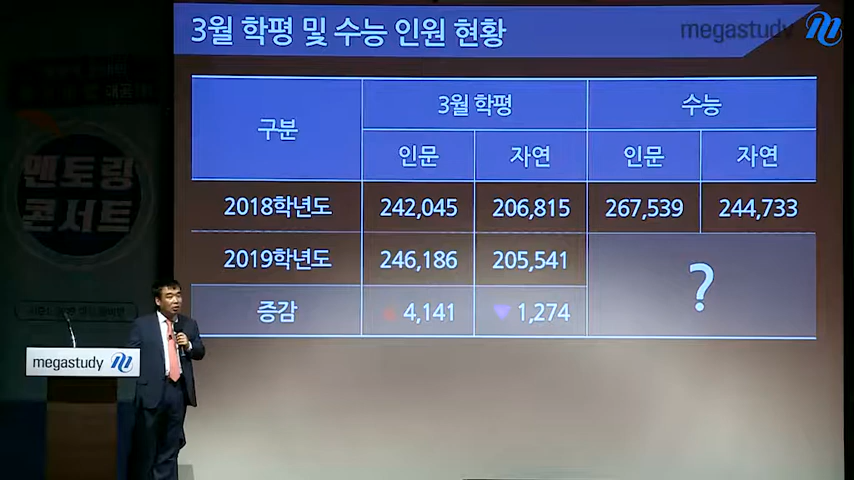 3월 학평 및 수능 인원 현황
megastudy
구분 3월 학평 수능
인문 자연 인문 자연
2018학년도 242,045 206,815 267,539 244,733
2019학년도 246,186 205,541
증감 ▲ 4,141 ▼ 1,274 ?
멘토링
콘서트
megastudy